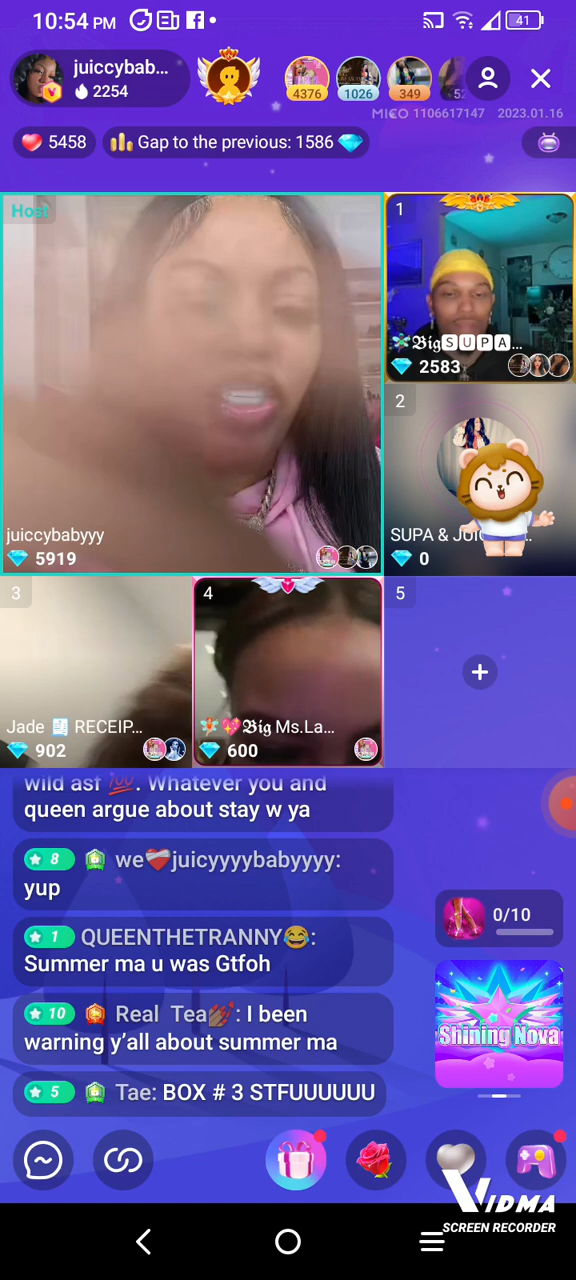 10:54 PM
41
juiccybab...
2254
4376
1026
349
52
MICO 1106617147 2023.01.16
5458
Gap to the previous: 1586
Host
1
𝕭𝖎𝖌🆂🆄🅿🅰...
2583
2
juiccybabyyy
5919
SUPA & JUI
0
3
4
5
Jade 🧾 RECEIP...
902
🧚💖𝕭𝖎𝖌 Ms.La...
600
wild asf 💯. Whatever you and
queen argue about stay w ya
8 we❤️‍🩹juicyyyybabyyyy:
yup
1 QUEENTHETRANNY😂:
Summer ma u was Gtfoh
10 Real Tea💅🏾: I been
warning y'all about summer ma
5 Tae: BOX # 3 STFUUUUUU
0/10
Shining Nova
VIDMA
SCREEN RECORDER